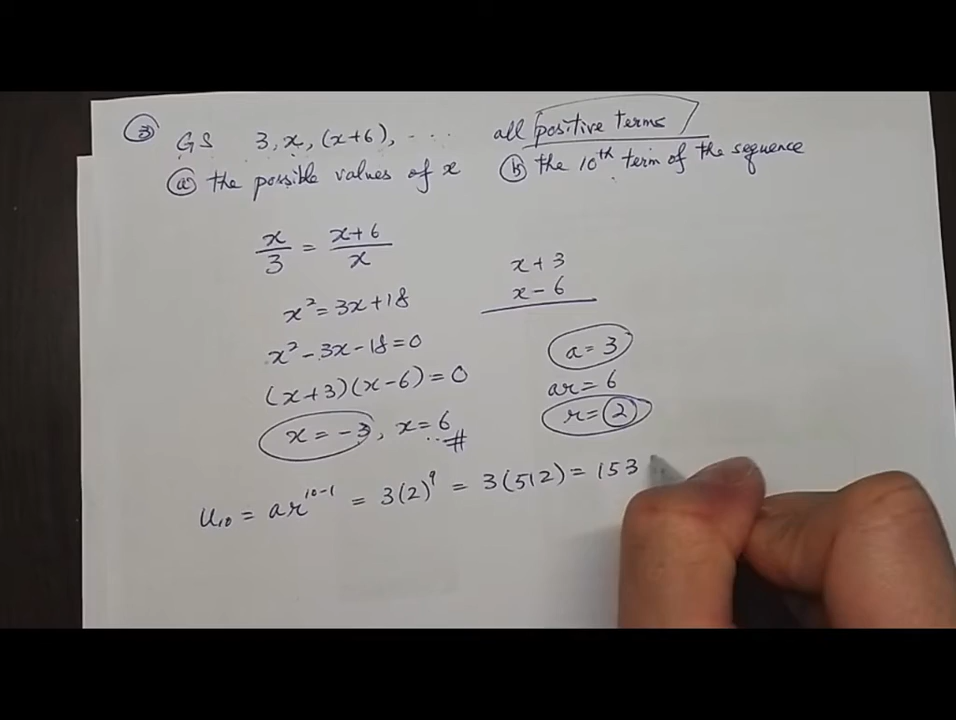 ③ GS 3, x, (x+6), .... all positive terms
ⓐ the possible values of x ⓑ the 10th term of the sequence
x/3 = x+6/x
x² = 3x+18
x² - 3x - 18 = 0
(x+3)(x-6) = 0
x = -3, x = 6 #
x + 3
x - 6
a = 3
ar = 6
r = 2
u₁₀ = ar¹⁰⁻¹ = 3(2)⁹ = 3(512) = 153